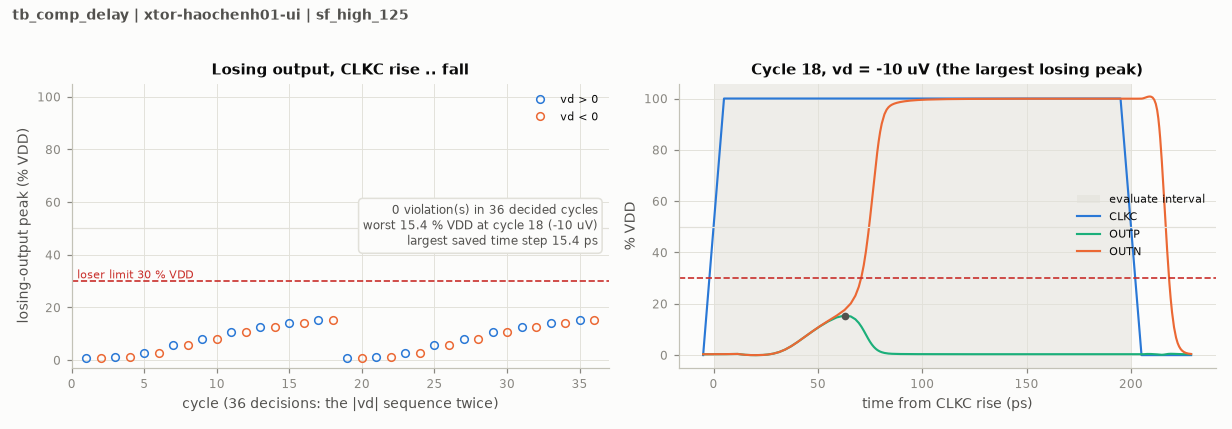 tb_comp_delay | xtor-haochenh01-ui | sf_high_125
Losing output, CLKC rise .. fall
losing-output peak (% VDD)
100
80
60
40
20
0
vd > 0
vd < 0
0 violation(s) in 36 decided cycles
worst 15.4 % VDD at cycle 18 (-10 uV)
largest saved time step 15.4 ps
loser limit 30 % VDD
0 5 10 15 20 25 30 35
cycle (36 decisions: the |vd| sequence twice)
Cycle 18, vd = -10 uV (the largest losing peak)
% VDD
100
80
60
40
20
0
evaluate interval
CLKC
OUTP
OUTN
0 50 100 150 200
time from CLKC rise (ps)